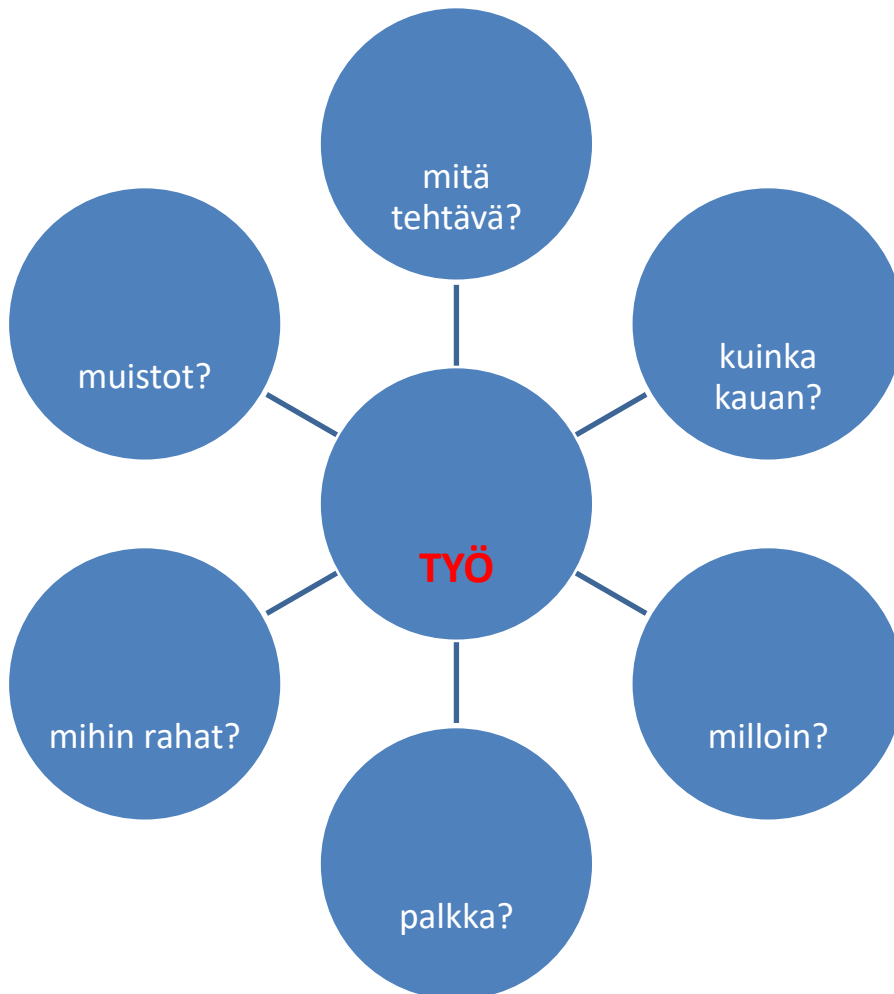 mitä
tehtävä?
muistot?
kuinka
kauan?
TYÖ
mihin rahat?
milloin?
palkka?